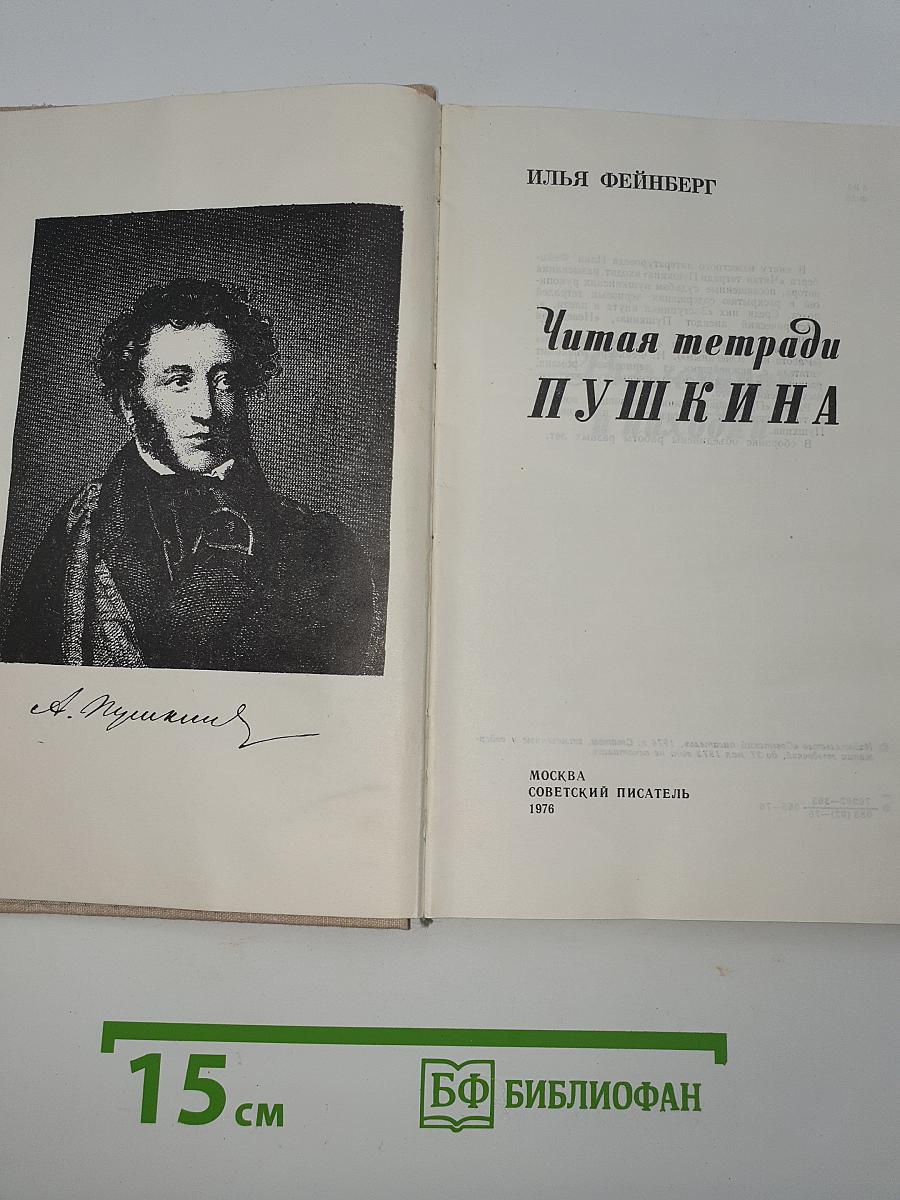 А. Пушкин
ИЛЬЯ ФЕЙНБЕРГ
Читая тетради
ПУШКИНА
МОСКВА
СОВЕТСКИЙ ПИСАТЕЛЬ
1976
15 см
БФ БИБЛИОФАН